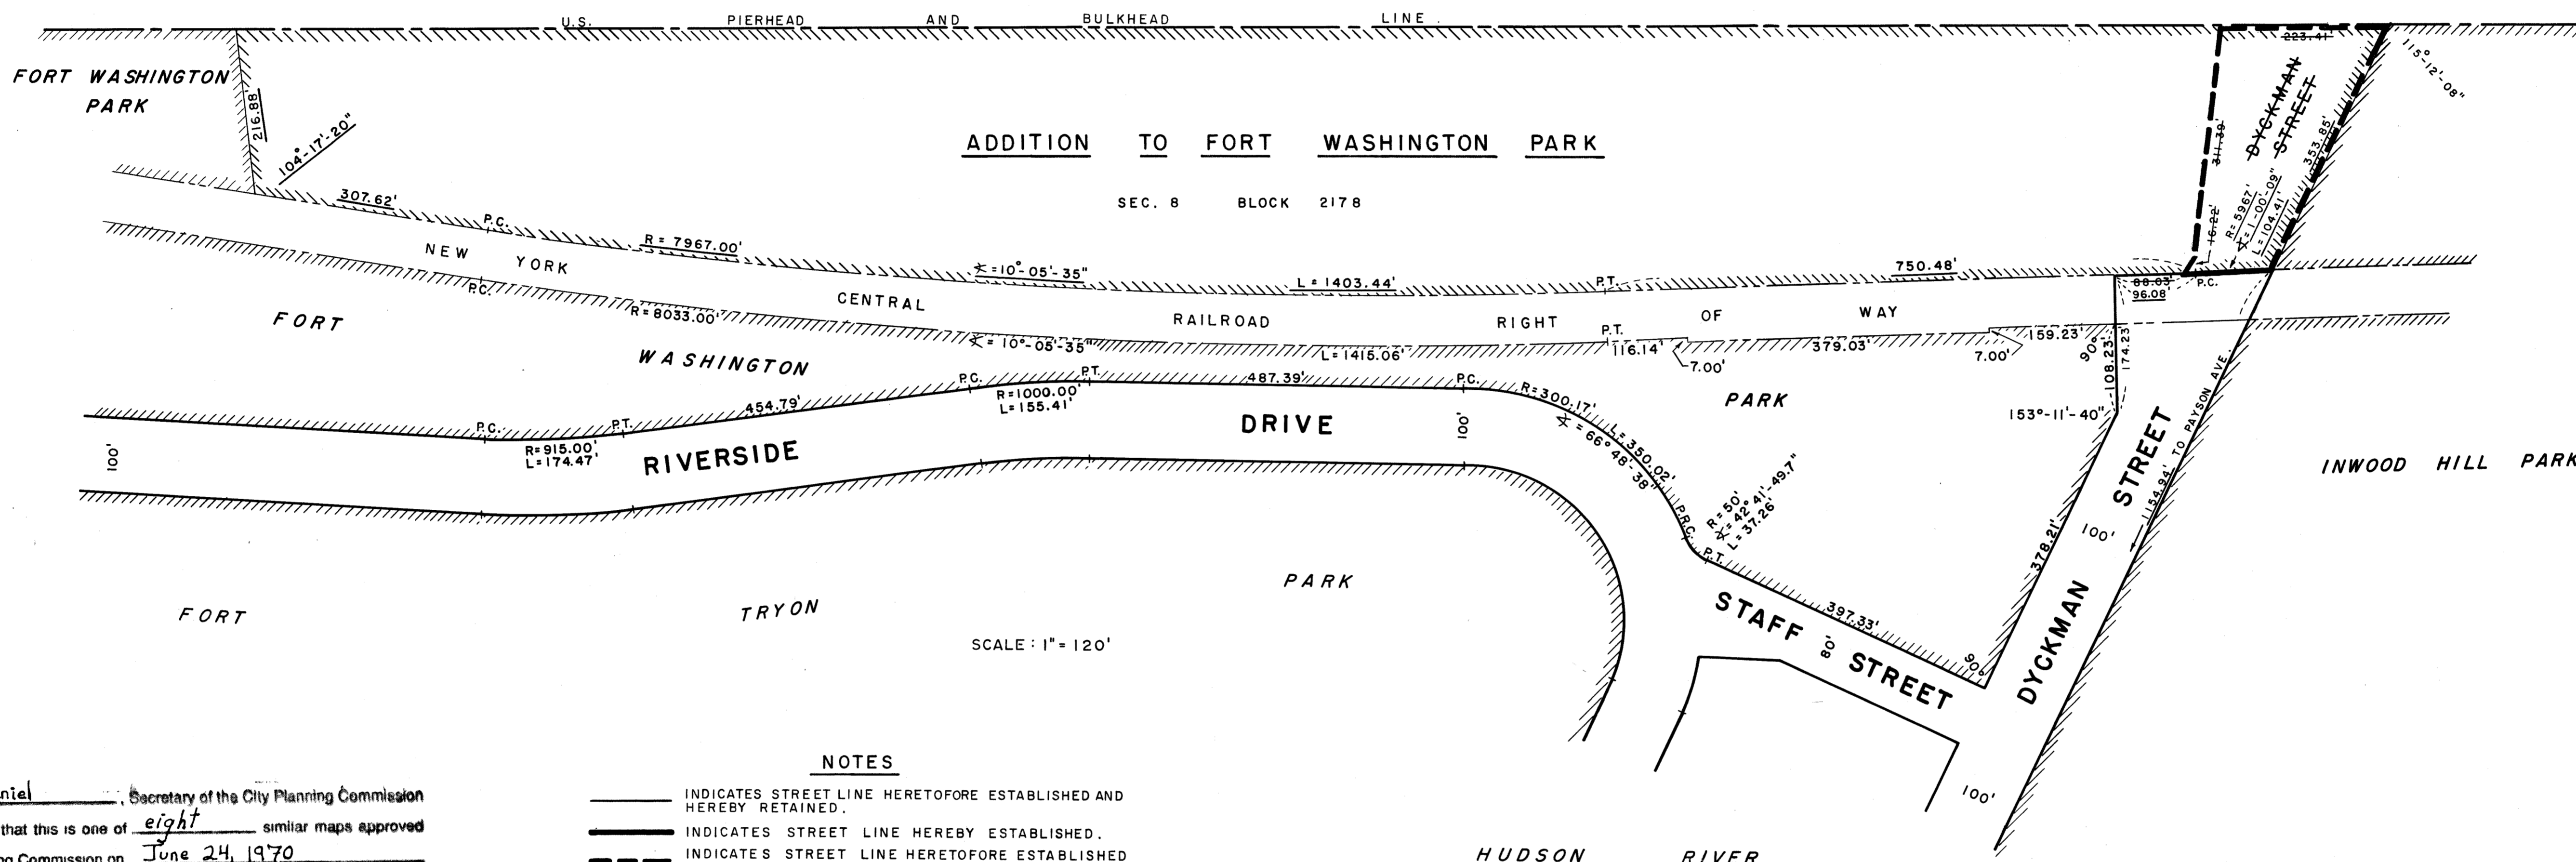 U.S. PIERHEAD AND BULKHEAD LINE.
FORT WASHINGTON
PARK
216.88'
104°-17'-20"
ADDITION TO FORT WASHINGTON PARK
SEC. 8 BLOCK 2178
223.41'
115°-12'-08"
DYCKMAN
STREET
311.39'
353.85'
16.22'
R=5967'
∡=1°-00'-09"
L=104.41'
307.62'
P.C.
R = 7967.00'
∡=10°-05'-35"
L = 1403.44'
P.T.
750.48'
88.03'
96.08'
P.C.
NEW YORK CENTRAL RAILROAD RIGHT OF WAY
P.C.
R=8033.00'
∡= 10°-05'-35"
L=1415.06'
P.T.
116.14'
7.00'
379.03'
7.00'
159.23'
90°
108.23'
174.23
153°-11'-40"
FORT WASHINGTON PARK
P.C.
R=915.00'
L=174.47'
P.T.
454.79'
P.C.
R=1000.00'
L=155.41'
P.T.
487.39'
P.C.
R=300.17'
∡ = 66° 48'-38"
L=350.02'
P.R.C.
R=50'
∡=42°41'-49.7"
L=37.26'
P.T.
100'
RIVERSIDE DRIVE
100'
378.21'
DYCKMAN STREET
100'
1154.94' TO PAYSON AVE.
INWOOD HILL PARK
397.33'
90°
STAFF STREET
80'
100'
FORT TRYON PARK
SCALE : 1" = 120'
NOTES
INDICATES STREET LINE HERETOFORE ESTABLISHED AND
HEREBY RETAINED.
INDICATES STREET LINE HEREBY ESTABLISHED.
INDICATES STREET LINE HERETOFORE ESTABLISHED
niel, Secretary of the City Planning Commission
that this is one of eight similar maps approved
ng Commission on June 24, 1970
HUDSON RIVER